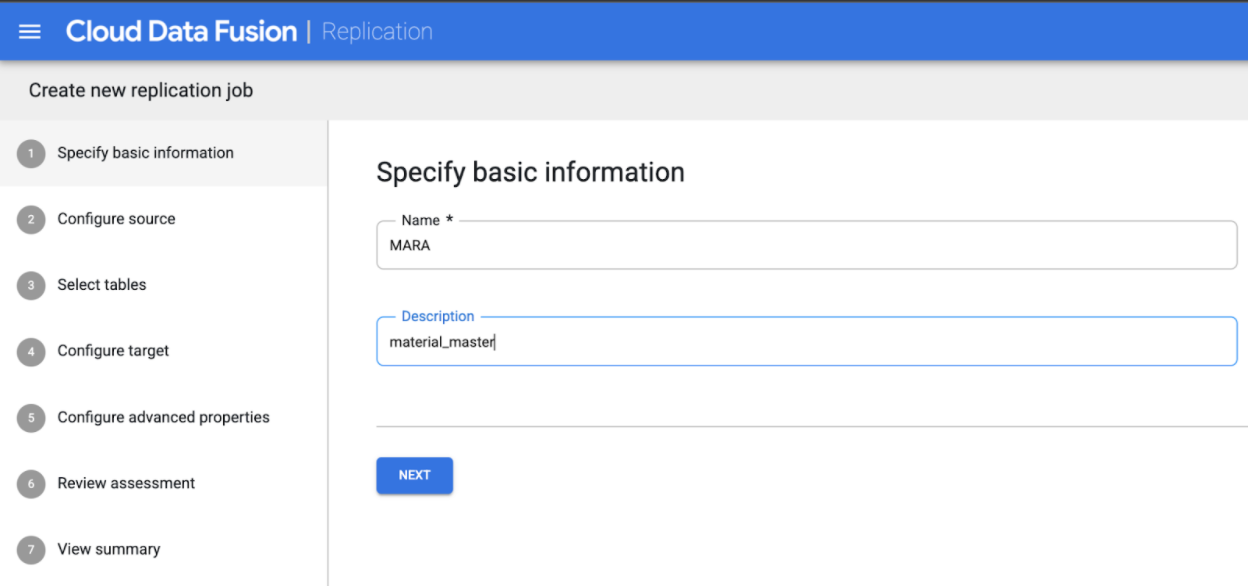 Cloud Data Fusion | Replication
Create new replication job
1 Specify basic information
2 Configure source
3 Select tables
4 Configure target
5 Configure advanced properties
6 Review assessment
7 View summary
Specify basic information
Name *
MARA
Description
material_master
NEXT